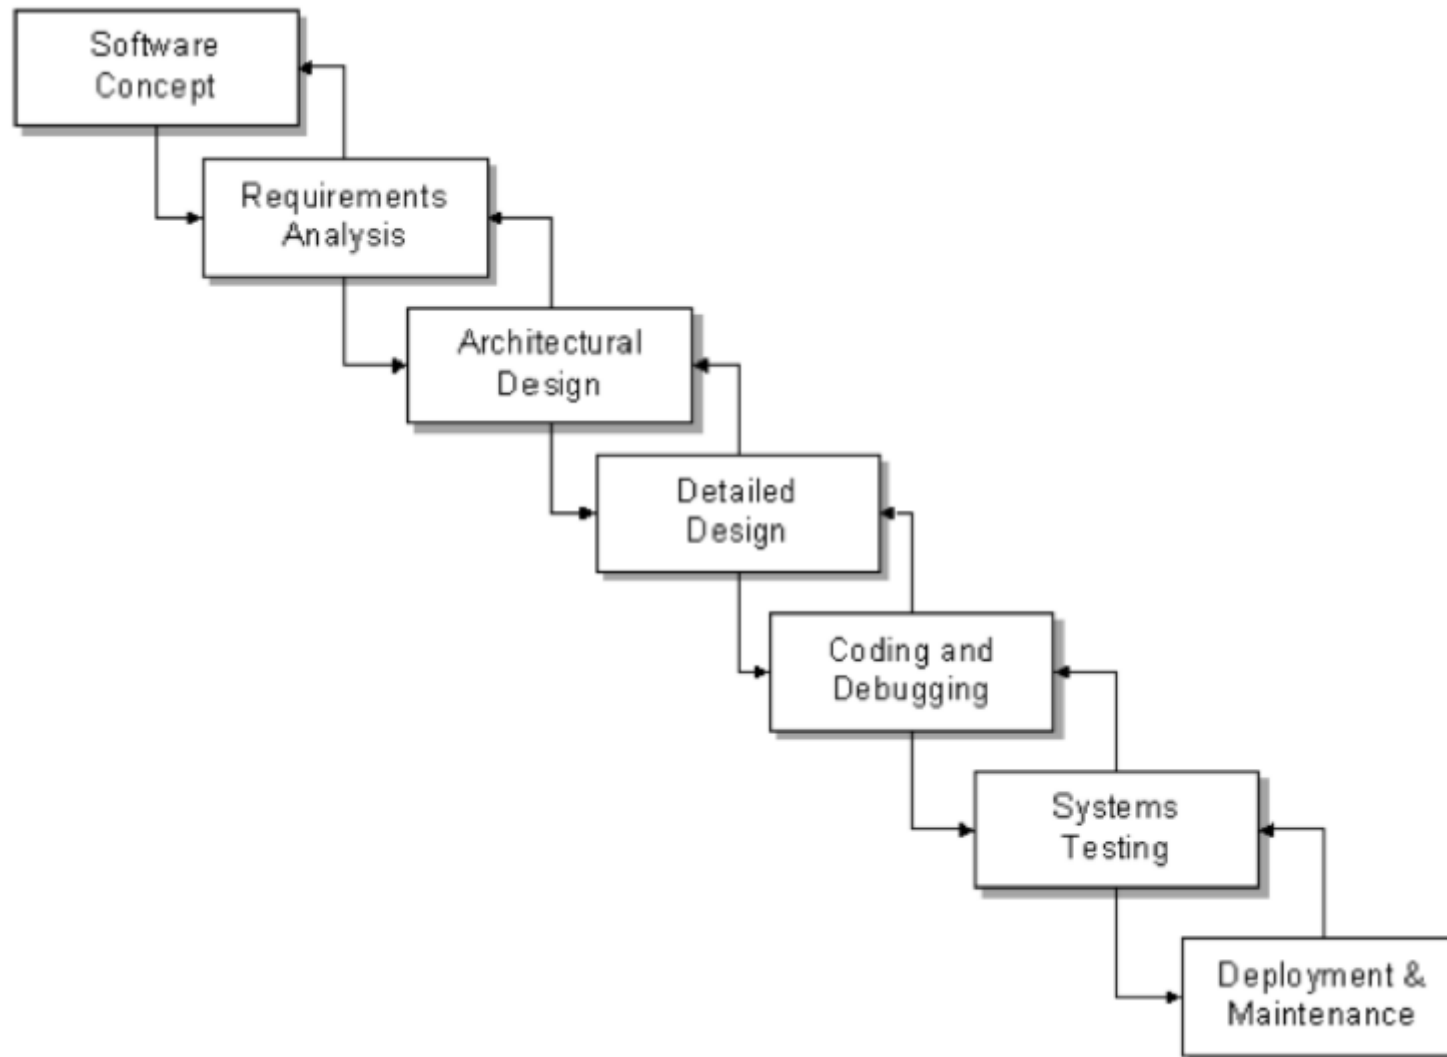 Software
Concept
Requirements
Analysis
Architectural
Design
Detailed
Design
Coding and
Debugging
Systems
Testing
Deployment &
Maintenance